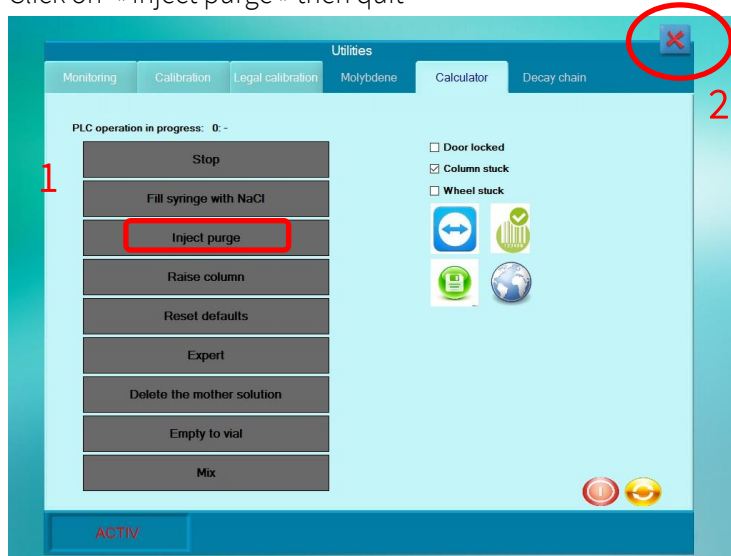 Click on « Inject purge » then quit
Utilities
Monitoring Calibration Legal calibration Molybdene Calculator Decay chain
2
PLC operation in progress: 0: -
Stop
Door locked
Column stuck
1
Fill syringe with NaCl
Wheel stuck
Inject purge
Raise column
Reset defaults
Expert
Delete the mother solution
Empty to vial
Mix
ACTIV